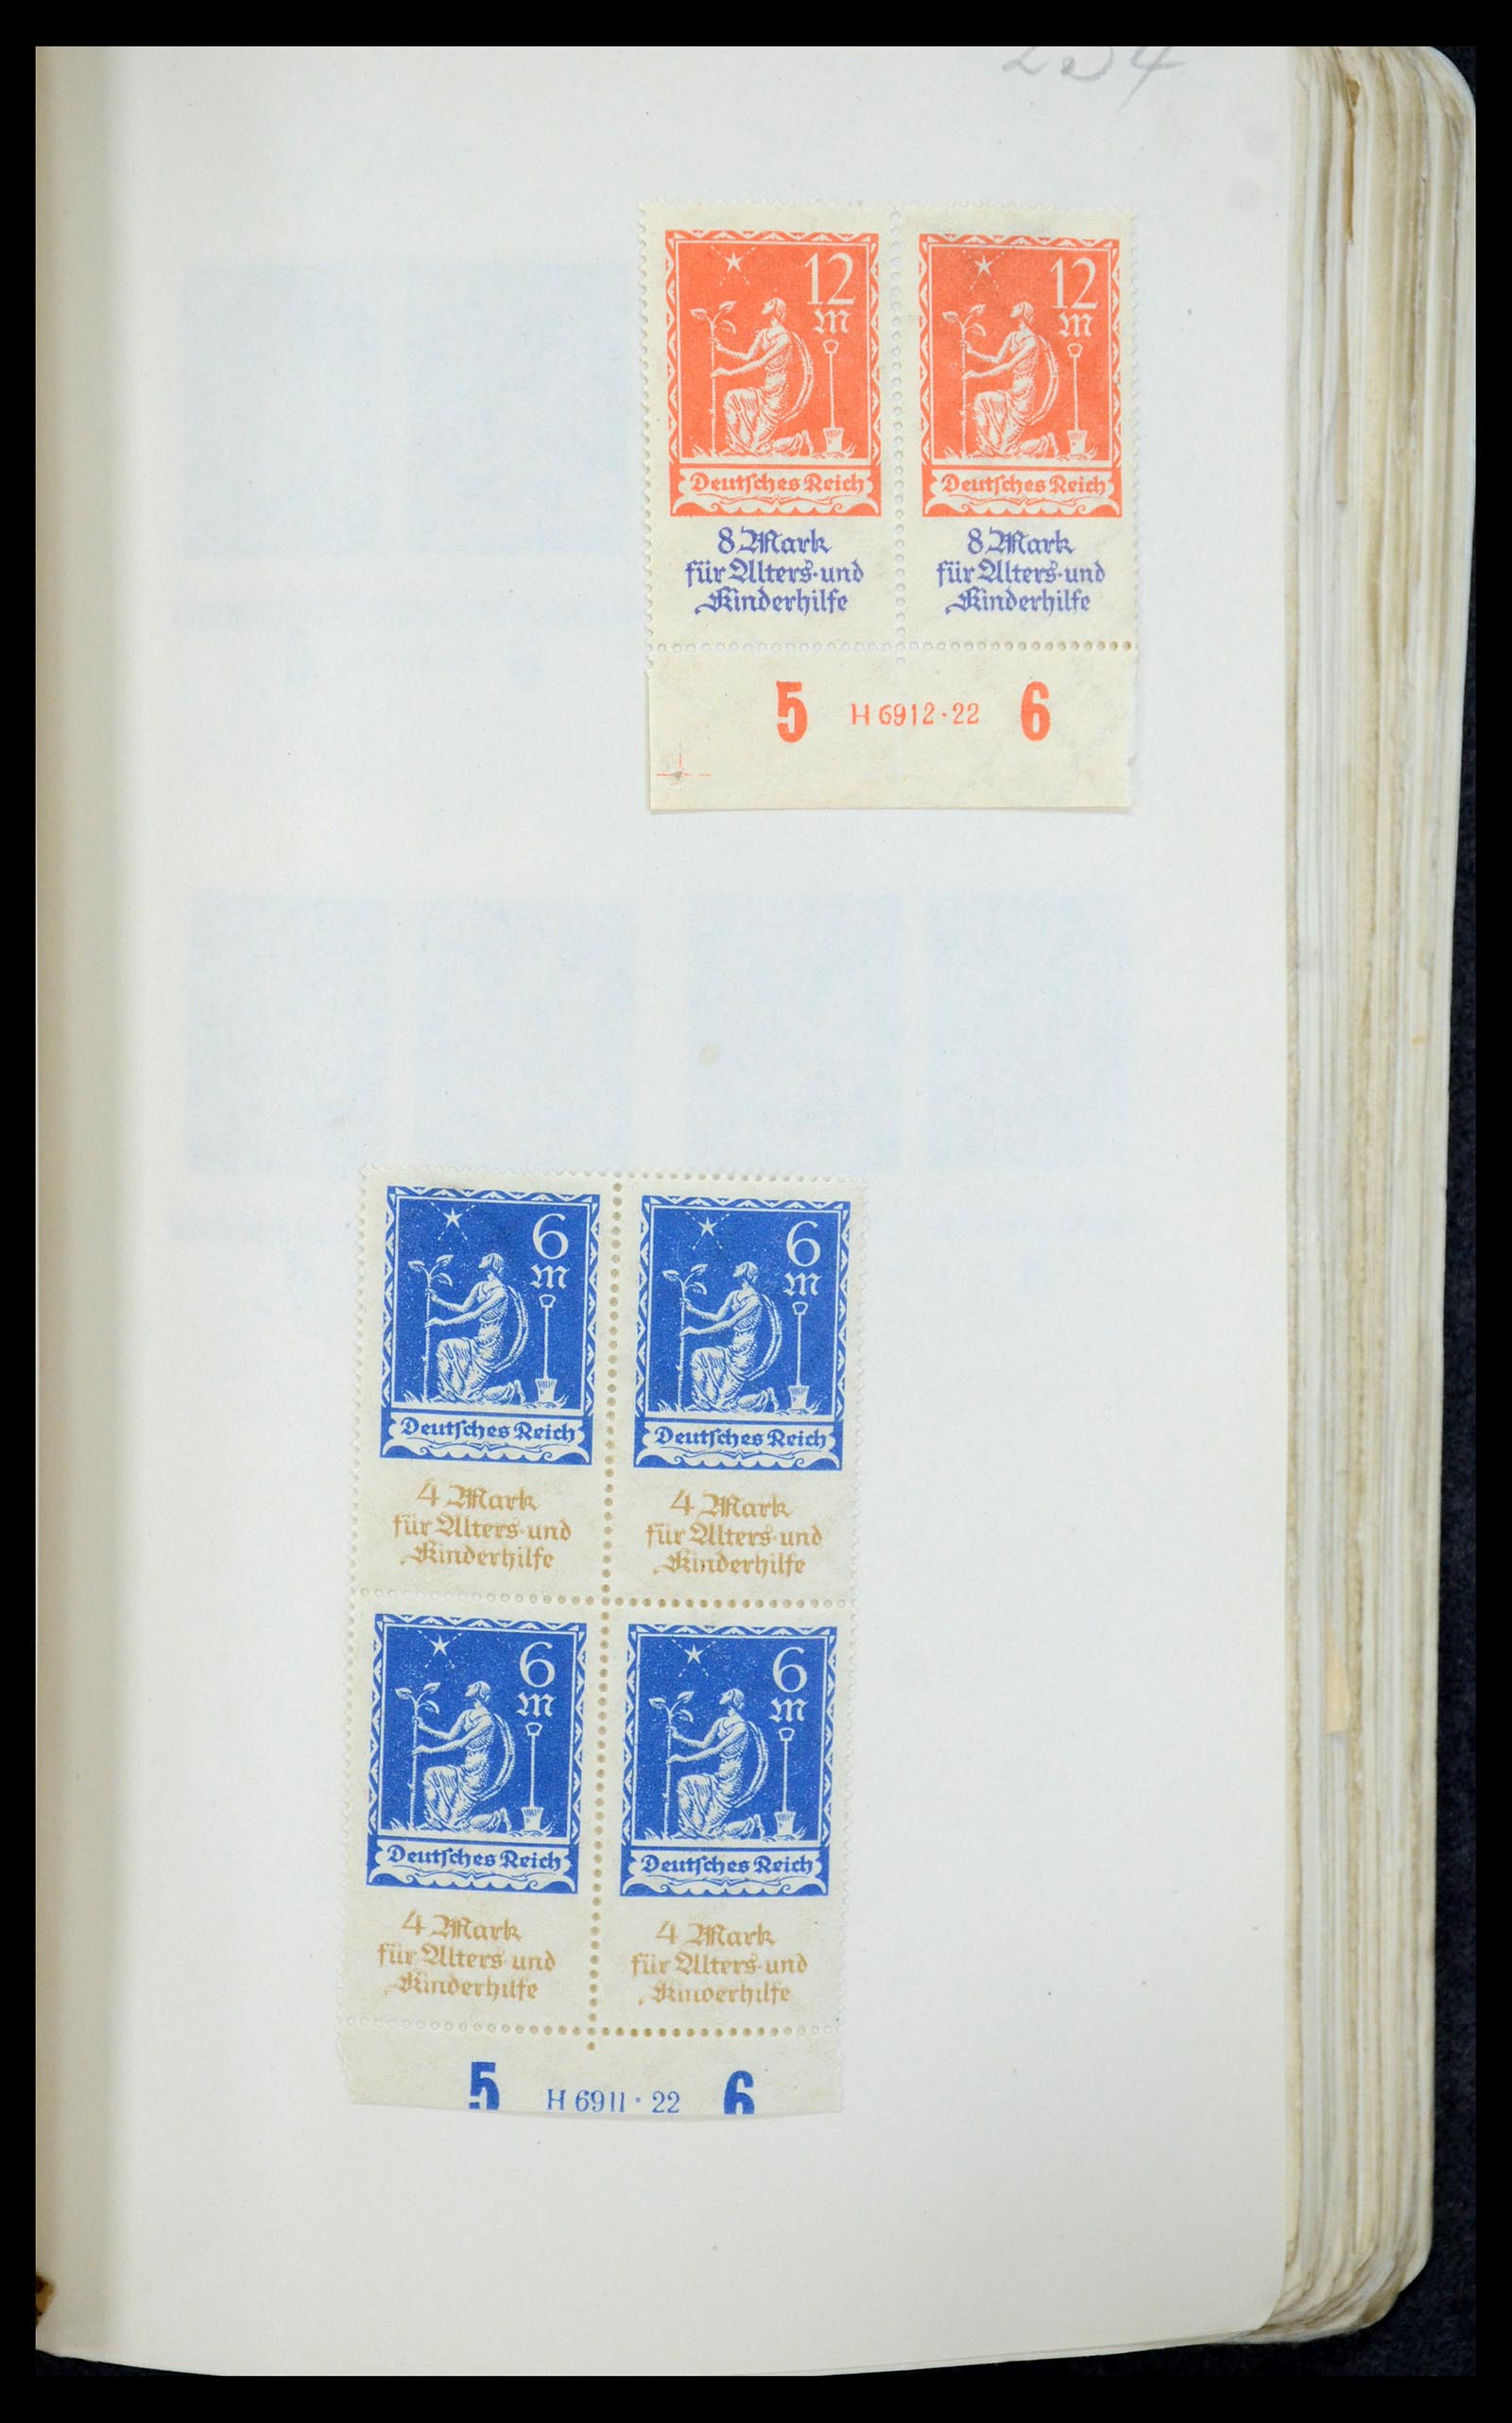 12
m
Deutsches Reich
8 Mark
für Alters- und
Kinderhilfe
12
m
Deutsches Reich
8 Mark
für Alters- und
Kinderhilfe
5 H 6912·22 6
6
m
Deutsches Reich
4 Mark
für Alters- und
Kinderhilfe
6
m
Deutsches Reich
4 Mark
für Alters- und
Kinderhilfe
6
m
Deutsches Reich
4 Mark
für Alters- und
Kinderhilfe
6
m
Deutsches Reich
4 Mark
für Alters- und
Kinderhilfe
5 H 6911·22 6